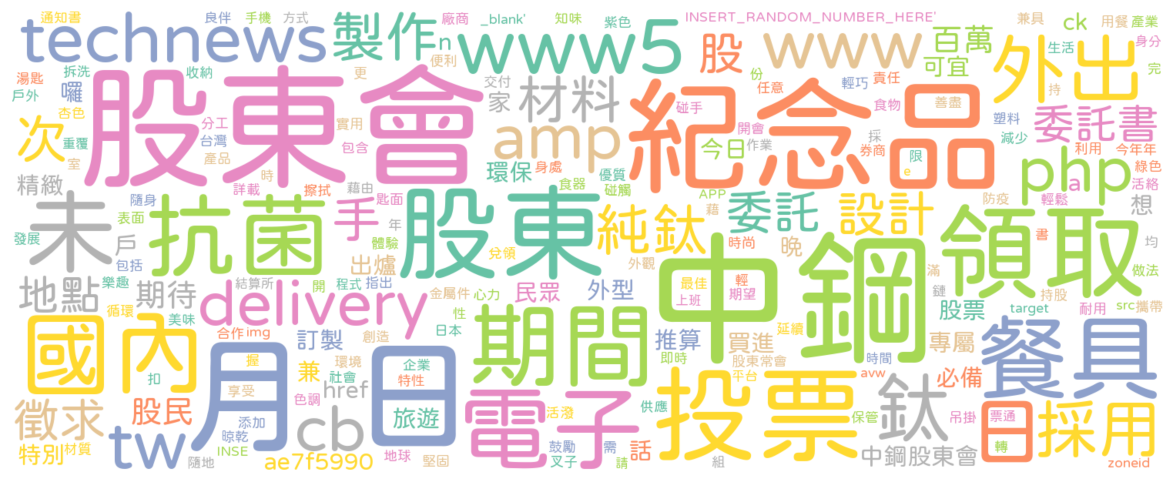 通知書 良伴 手機 方式 廠商 _blank' 知味 紫色 INSERT_RANDOM_NUMBER_HERE' 兼具 ck 用餐 產業
technews 製作 n 便利 www5 股 www 百萬 可宜 外出 生活 身分 完
湯匙 拆洗 收納 戶外 囉 杏色 更 交付 家 材料 份 任意 輕巧 責任 持
次 重覆 股東會 分工 台灣 實用 包含 amp 紀念品 碰手 食物 善盡 塑料 減少 委託書
室 產品 時 環保 身處 今日 開會 作業 採 券商 限 e 利用 今年年 綠色
精緻 隨身 詳載 擦拭 藉由 匙面 食器 優質 碰觸 APP 藉 防疫 php a 活絡 輕鬆 想
未 表面 抗菌 手 年 股東 純鈦 委託 設計 領取
發展 戶 包括 體驗 出爐 兌領 外觀 時尚 晚 書 均 做法
地點 樂趣 期待 結算所 開 程式 指出 金屬件 心力 民眾 外型 中鋼 最佳 輕 上班 期望 滿 鏈 股票 持股 target src 攜帶 耐用
循環 美味 delivery 合作 img 性 日本 期間 推算 延續 買進 即時 股東常會 平台 時間 專屬
國內 月日 握 訂製 創造 環境 兼 企業 社會 特性 電子 投票 avw 必備 餐具
扣 享受 色調 href 活潑 供應 保管 鈦 吊掛 票通
徵求 股民 添加 cb 旅遊 鼓勵 需 話 日 採用
特別 材質 tw 晾乾 INSE 隨地 ae7f5990 地球 堅固 叉子 請 組 中鋼股東會 轉 zoneid